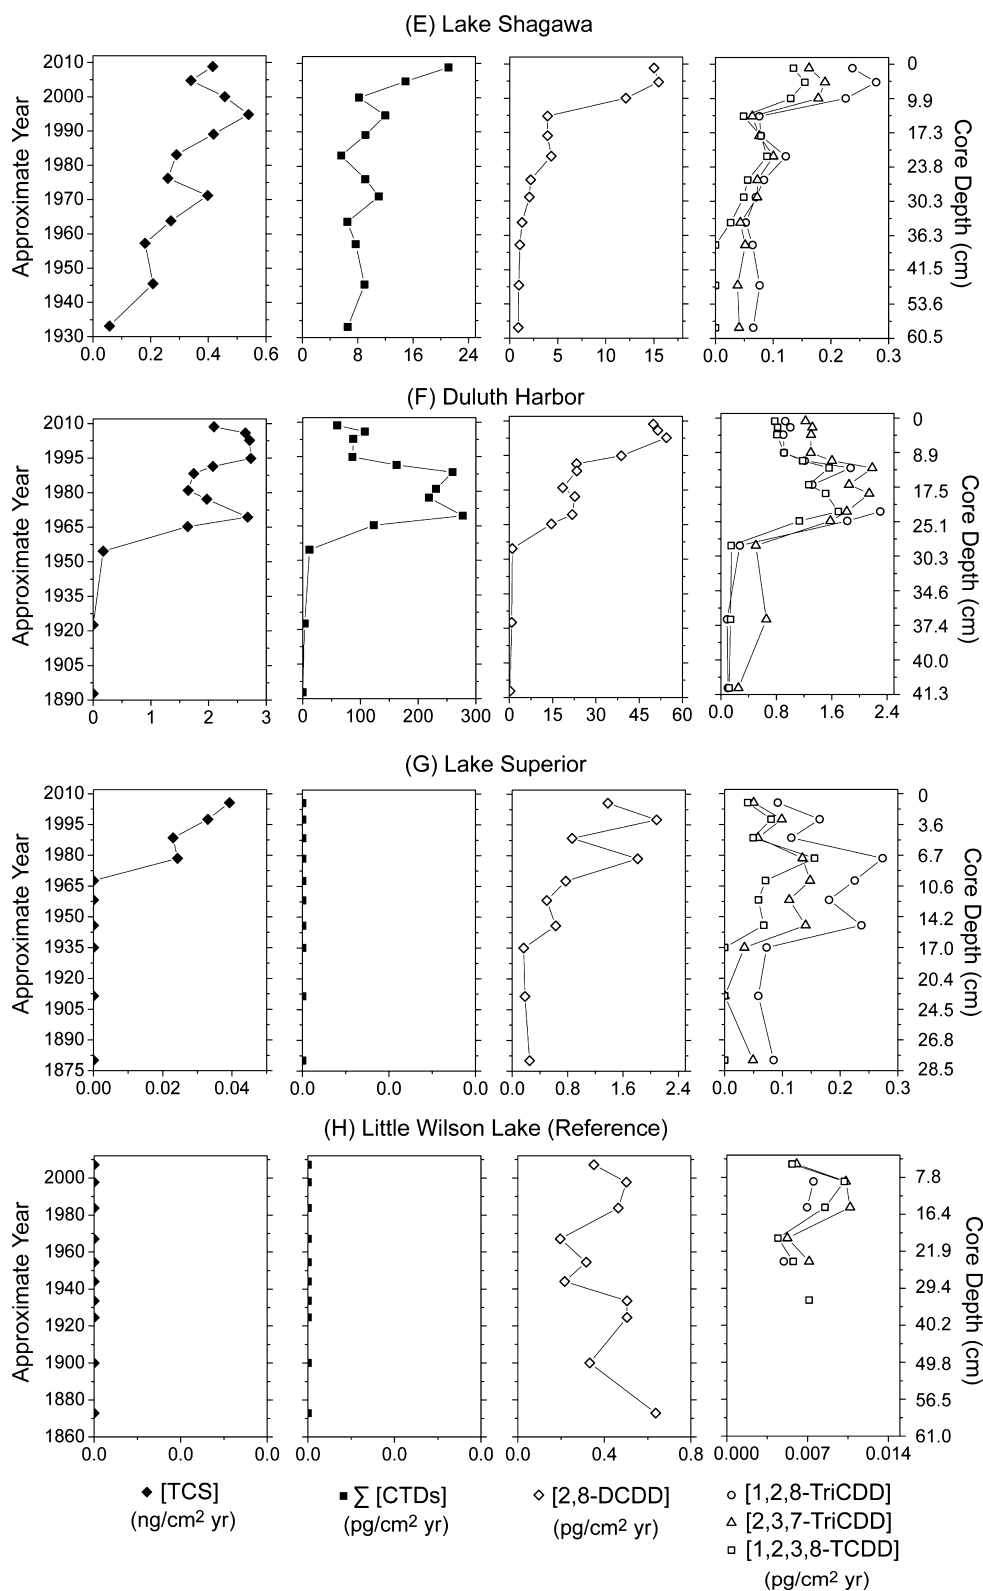 (E) Lake Shagawa
Approximate Year
2010
2000
1990
1980
1970
1960
1950
1940
1930
0.0 0.2 0.4 0.6
0 8 16 24
0 5 10 15
0.0 0.1 0.2 0.3
0
9.9
17.3
23.8
30.3
36.3
41.5
53.6
60.5
Core Depth (cm)
(F) Duluth Harbor
Approximate Year
2010
1995
1980
1965
1950
1935
1920
1905
1890
0 1 2 3
0 100 200 300
0 15 30 45 60
0.0 0.8 1.6 2.4
0
8.9
17.5
25.1
30.3
34.6
37.4
40.0
41.3
Core Depth (cm)
(G) Lake Superior
Approximate Year
2010
1995
1980
1965
1950
1935
1920
1905
1890
1875
0.00 0.02 0.04
0.0 0.0 0.0
0.0 0.8 1.6 2.4
0.0 0.1 0.2 0.3
0
3.6
6.7
10.6
14.2
17.0
20.4
24.5
26.8
28.5
Core Depth (cm)
(H) Little Wilson Lake (Reference)
Approximate Year
2000
1980
1960
1940
1920
1900
1880
1860
0.0 0.0 0.0
0.0 0.0 0.0
0.0 0.4 0.8
0.000 0.007 0.014
7.8
16.4
21.9
29.4
40.2
49.8
56.5
61.0
Core Depth (cm)
[TCS]
(ng/cm2 yr)
∑ [CTDs]
(pg/cm2 yr)
[2,8-DCDD]
(pg/cm2 yr)
[1,2,8-TriCDD]
[2,3,7-TriCDD]
[1,2,3,8-TCDD]
(pg/cm2 yr)